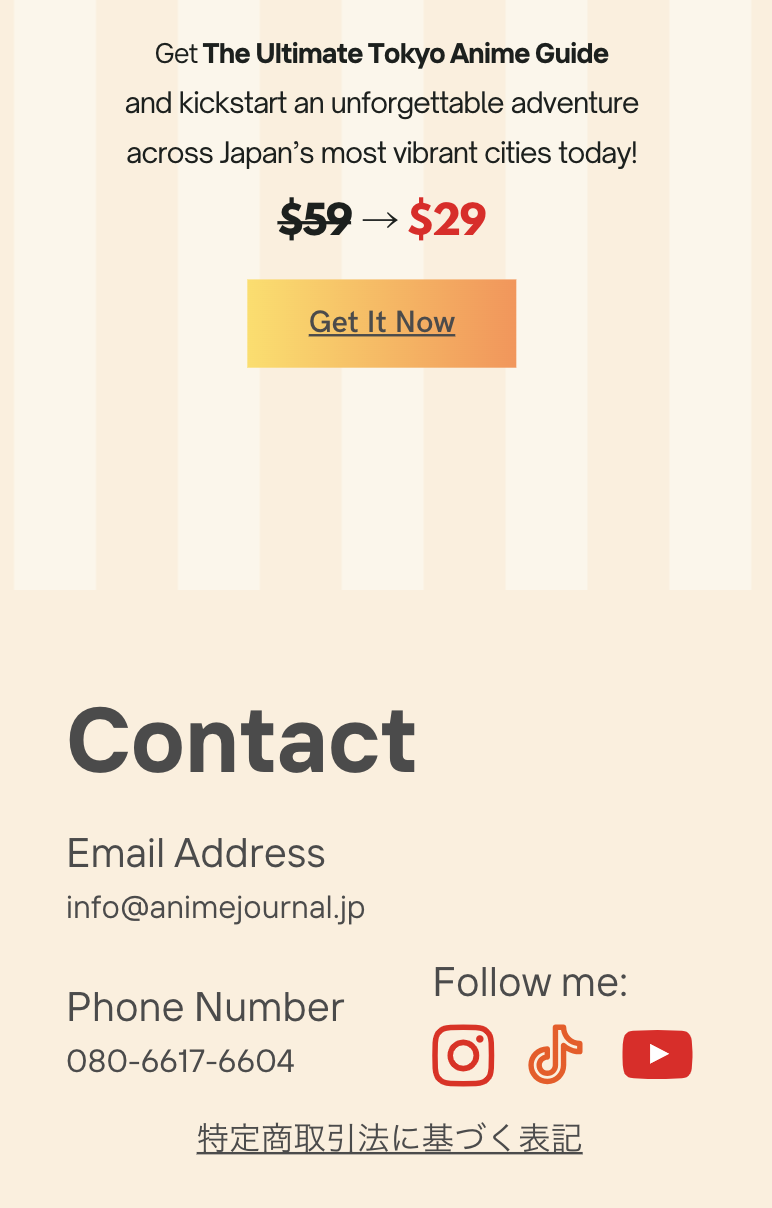 Get The Ultimate Tokyo Anime Guide
and kickstart an unforgettable adventure
across Japan’s most vibrant cities today!
$59 → $29
Get It Now
Contact
Email Address
info@animejournal.jp
Phone Number
080-6617-6604
Follow me:
特定商取引法に基づく表記